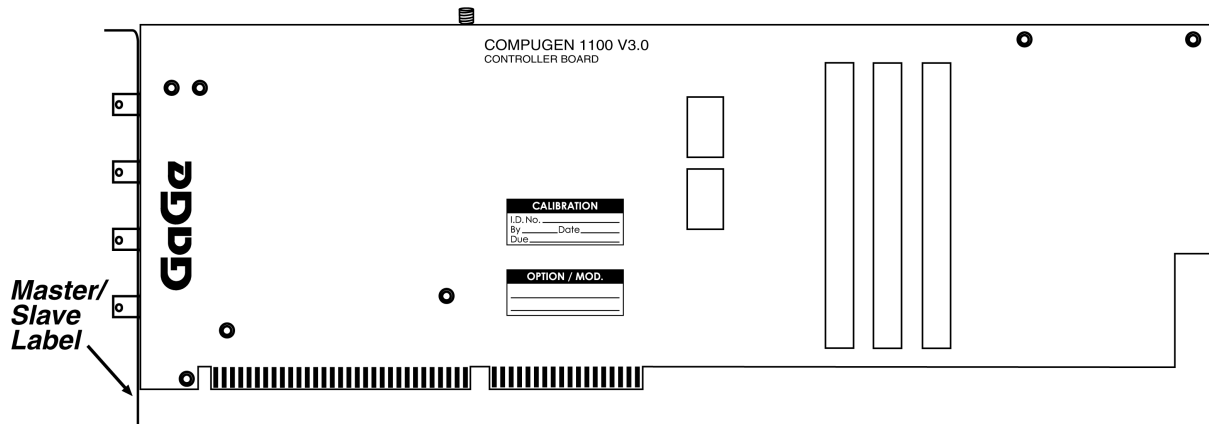 COMPUGEN 1100 V3.0
CONTROLLER BOARD
GaGe
CALIBRATION
I.D. No.
By Date
Due
OPTION / MOD.
Master/
Slave
Label